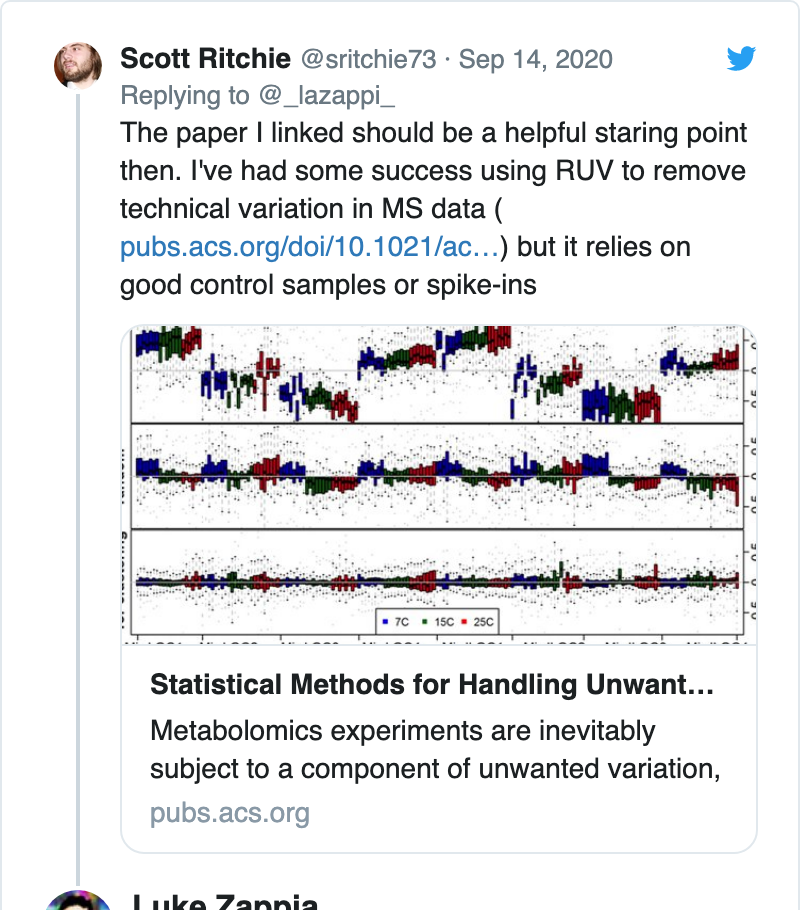 Scott Ritchie @sritchie73 · Sep 14, 2020
Replying to @_lazappi_
The paper I linked should be a helpful staring point
then. I've had some success using RUV to remove
technical variation in MS data (
pubs.acs.org/doi/10.1021/ac…) but it relies on
good control samples or spike-ins
7C 15C 25C
Statistical Methods for Handling Unwant…
Metabolomics experiments are inevitably
subject to a component of unwanted variation,
pubs.acs.org
Luke Zappia